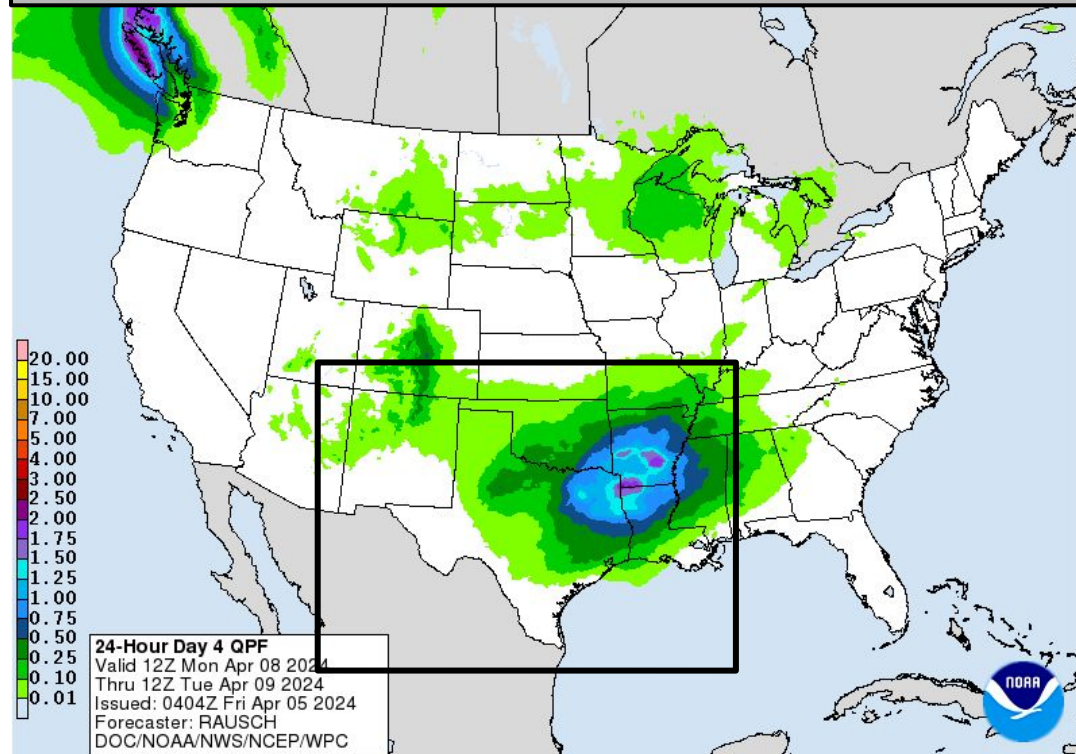 20.00
15.00
10.00
7.00
5.00
4.00
3.00
2.50
2.00
1.75
1.50
1.25
1.00
0.75
0.50
0.25
0.10
0.01
24-Hour Day 4 QPF
Valid 12Z Mon Apr 08 2024
Thru 12Z Tue Apr 09 2024
Issued: 0404Z Fri Apr 05 2024
Forecaster: RAUSCH
DOC/NOAA/NWS/NCEP/WPC
NOAA